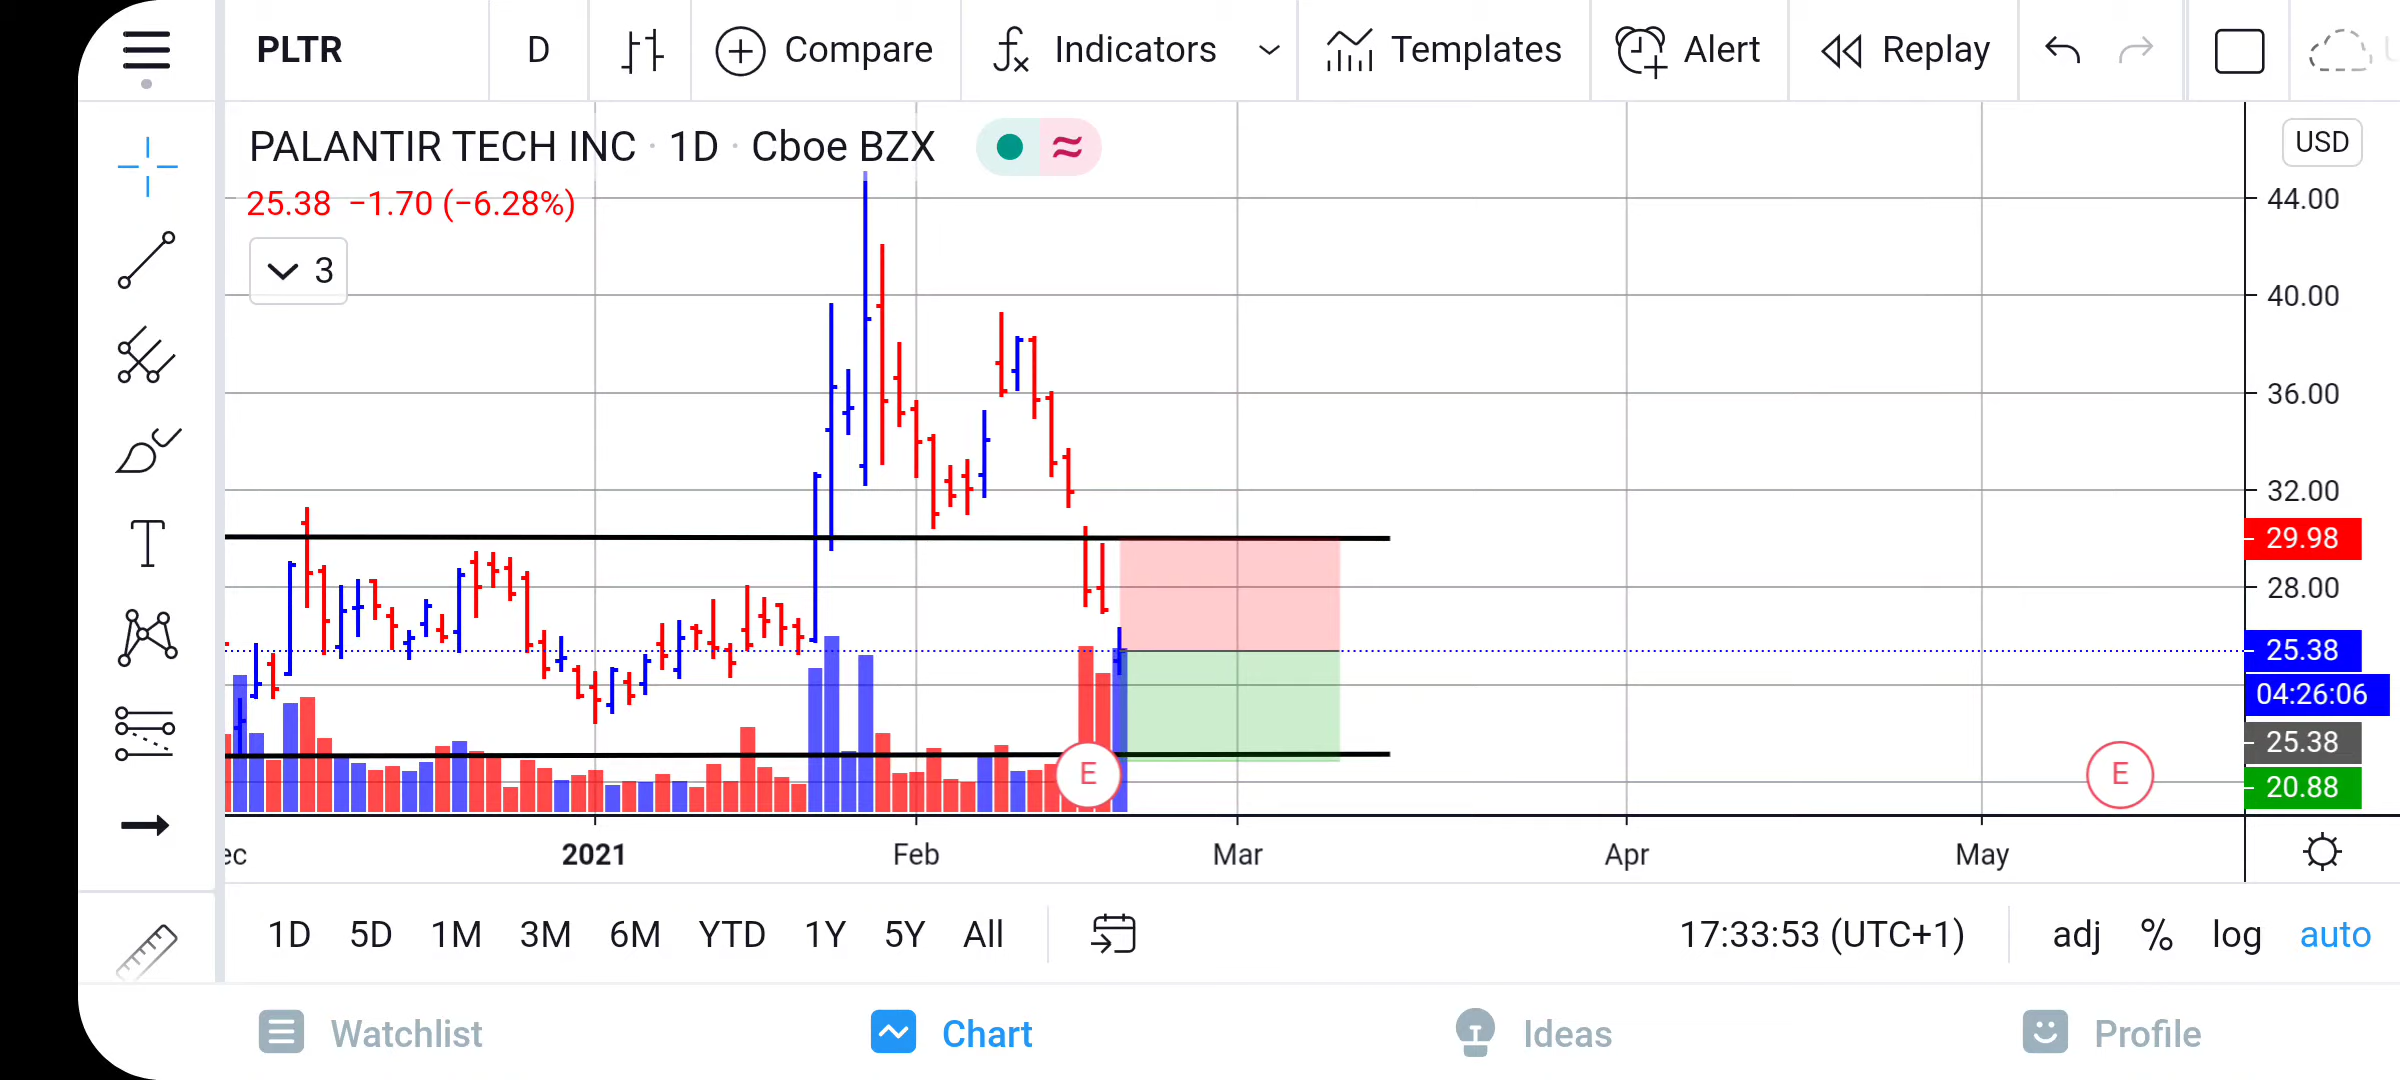 PLTR D Compare Indicators Templates Alert Replay
PALANTIR TECH INC · 1D · Cboe BZX
USD
25.38 −1.70 (−6.28%)
3
44.00
40.00
36.00
32.00
29.98
28.00
25.38
04:26:06
25.38
20.88
E
E
ec 2021 Feb Mar Apr May
1D 5D 1M 3M 6M YTD 1Y 5Y All
17:33:53 (UTC+1) adj % log auto
Watchlist Chart Ideas Profile